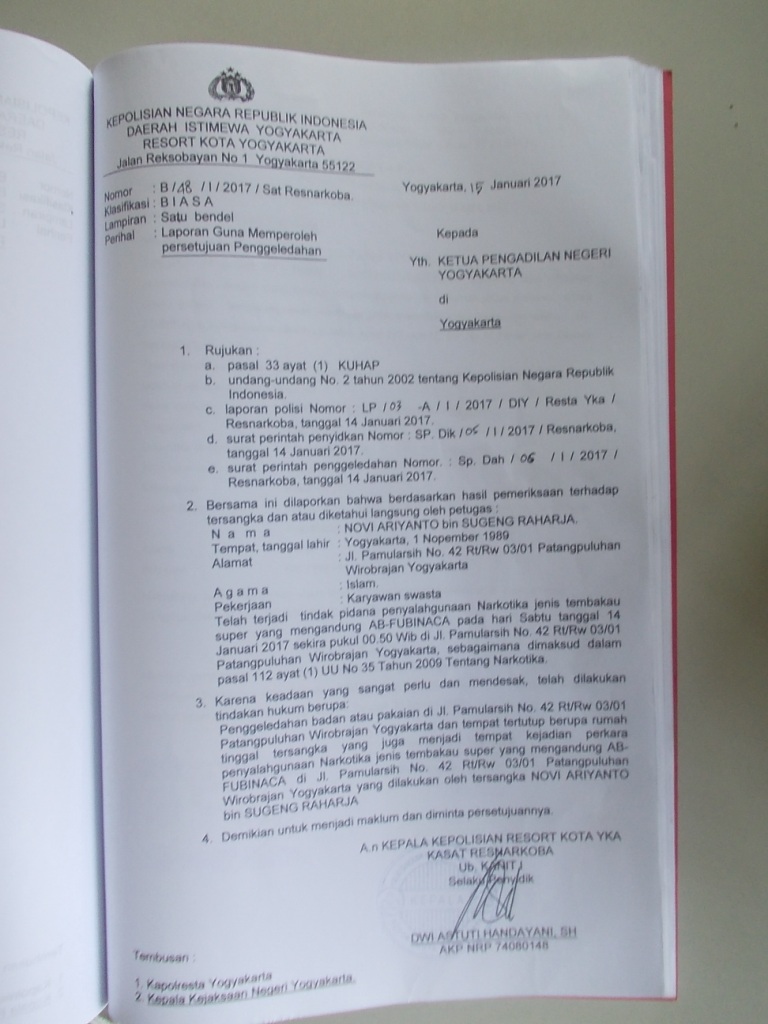 KEPOLISIAN NEGARA REPUBLIK INDONESIA
DAERAH ISTIMEWA YOGYAKARTA
RESORT KOTA YOGYAKARTA
Jalan Reksobayan No 1 Yogyakarta 55122
Yogyakarta, 15 Januari 2017
Nomor : B / 18 / I / 2017 / Sat Resnarkoba.
Klasifikasi : B I A S A
Lampiran : Satu bendel
Perihal : Laporan Guna Memperoleh
persetujuan Penggeledahan
Kepada
Yth. KETUA PENGADILAN NEGERI
YOGYAKARTA
di
Yogyakarta
1. Rujukan :
a. pasal 33 ayat (1) KUHAP
b. undang-undang No. 2 tahun 2002 tentang Kepolisian Negara Republik
Indonesia.
c. laporan polisi Nomor : LP / 03 -A / I / 2017 / DIY / Resta Yka /
Resnarkoba, tanggal 14 Januari 2017.
d. surat perintah penyidkan Nomor : SP. Dik / 06 / I / 2017 / Resnarkoba,
tanggal 14 Januari 2017.
e. surat perintah penggeledahan Nomor. : Sp. Dah / 06 / I / 2017 /
Resnarkoba, tanggal 14 Januari 2017.
2. Bersama ini dilaporkan bahwa berdasarkan hasil pemeriksaan terhadap
tersangka dan atau diketahui langsung oleh petugas :
N a m a : NOVI ARIYANTO bin SUGENG RAHARJA.
Tempat, tanggal lahir : Yogyakarta, 1 Nopember 1989
Alamat : Jl. Pamularsih No. 42 Rt/Rw 03/01 Patangpuluhan
Wirobrajan Yogyakarta
A g a m a : Islam.
Pekerjaan : Karyawan swasta
Telah terjadi tindak pidana penyalahgunaan Narkotika jenis tembakau
super yang mengandung AB-FUBINACA pada hari Sabtu tanggal 14
Januari 2017 sekira pukul 00.50 Wib di Jl. Pamularsih No. 42 Rt/Rw 03/01
Patangpuluhan Wirobrajan Yogyakarta, sebagaimana dimaksud dalam
pasal 112 ayat (1) UU No 35 Tahun 2009 Tentang Narkotika.
3. Karena keadaan yang sangat perlu dan mendesak, telah dilakukan
tindakan hukum berupa:
Penggeledahan badan atau pakaian di Jl. Pamularsih No. 42 Rt/Rw 03/01
Patangpuluhan Wirobrajan Yogyakarta dan tempat tertutup berupa rumah
tinggal tersangka yang juga menjadi tempat kejadian perkara
penyalahgunaan Narkotika jenis tembakau super yang mengandung AB-
FUBINACA di Jl. Pamularsih No. 42 Rt/Rw 03/01 Patangpuluhan
Wirobrajan Yogyakarta yang dilakukan oleh tersangka NOVI ARIYANTO
bin SUGENG RAHARJA
4. Demikian untuk menjadi maklum dan diminta persetujuannya.
A.n KEPALA KEPOLISIAN RESORT KOTA YKA
KASAT RESNARKOBA
Ub. KANIT I
Selaku Penyidik
DWI ASTUTI HANDAYANI, SH
AKP NRP 74080148
Tembusan :
1. Kapolresta Yogyakarta
2. Kepala Kejaksaan Negeri Yogyakarta.